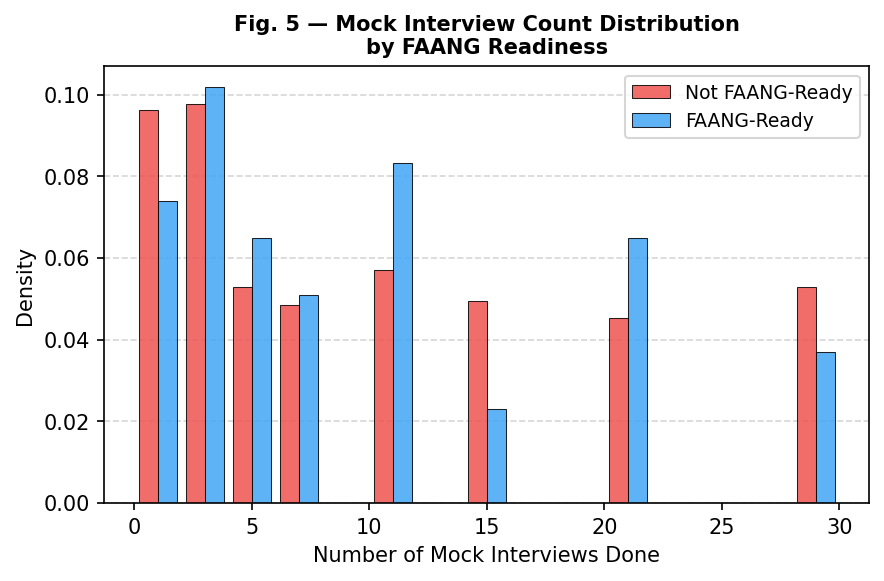 Fig. 5 — Mock Interview Count Distribution
by FAANG Readiness
Not FAANG-Ready
FAANG-Ready
Density
0.10
0.08
0.06
0.04
0.02
0.00
0 5 10 15 20 25 30
Number of Mock Interviews Done